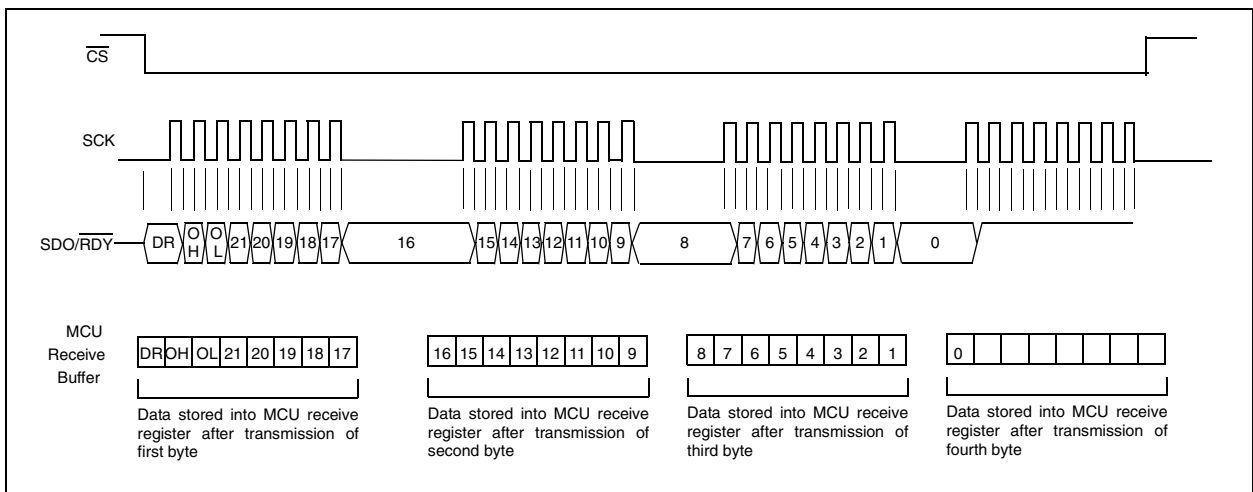 CS
SCK
SDO/RDY
DR OH OL 21 20 19 18 17 16 15 14 13 12 11 10 9 8 7 6 5 4 3 2 1 0
MCU
Receive
Buffer
DR OH OL 21 20 19 18 17
16 15 14 13 12 11 10 9
8 7 6 5 4 3 2 1
0
Data stored into MCU receive
register after transmission of
first byte
Data stored into MCU receive
register after transmission of
second byte
Data stored into MCU receive
register after transmission of
third byte
Data stored into MCU receive
register after transmission of
fourth byte